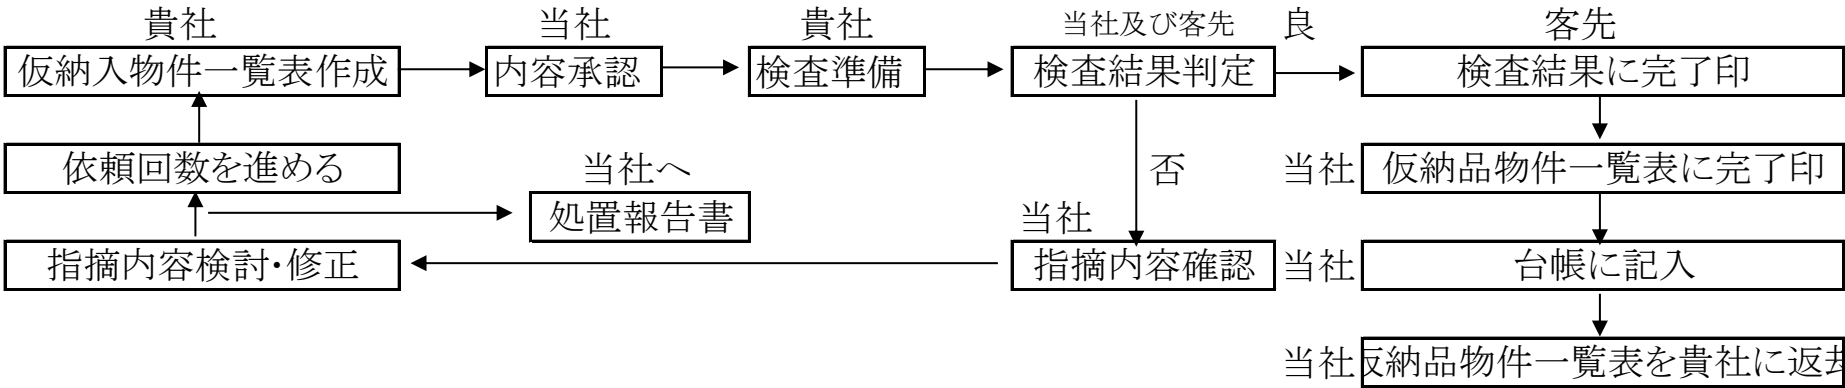 貴社 当社 貴社 当社及び客先 良 客先
仮納入物件一覧表作成 内容承認 検査準備 検査結果判定 検査結果に完了印
依頼回数を進める 当社へ 否 当社 仮納品物件一覧表に完了印
処置報告書 当社
指摘内容検討・修正 指摘内容確認 当社 台帳に記入
当社 仮納品物件一覧表を貴社に返却